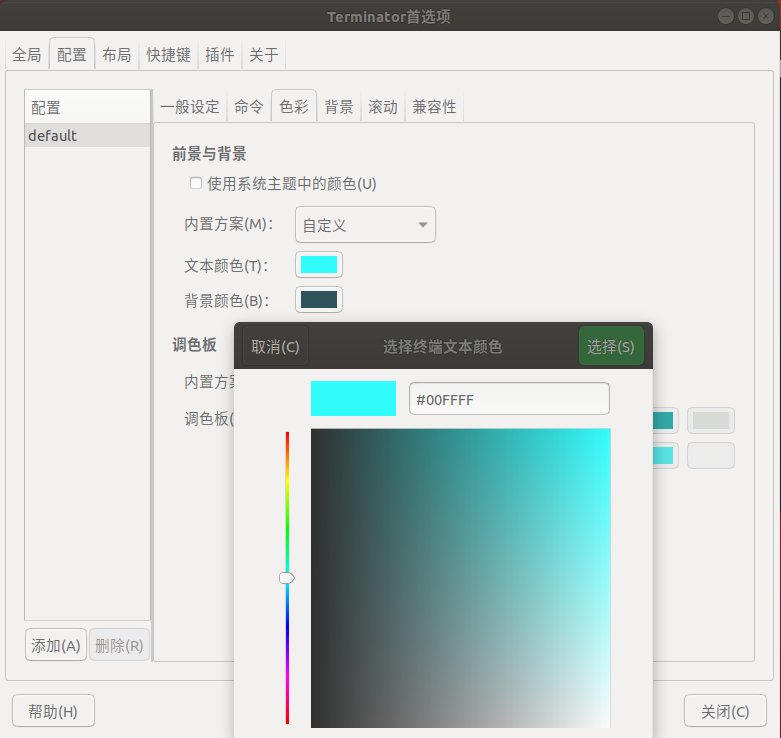 Terminator首选项
全局 配置 布局 快捷键 插件 关于
配置
default
一般设定 命令 色彩 背景 滚动 兼容性
前景与背景
使用系统主题中的颜色(U)
内置方案(M)： 自定义
文本颜色(T)：
背景颜色(B)：
调色板
取消(C) 选择终端文本颜色 选择(S)
内置方
调色板(
#00FFFF
添加(A) 删除(R)
帮助(H) 关闭(C)